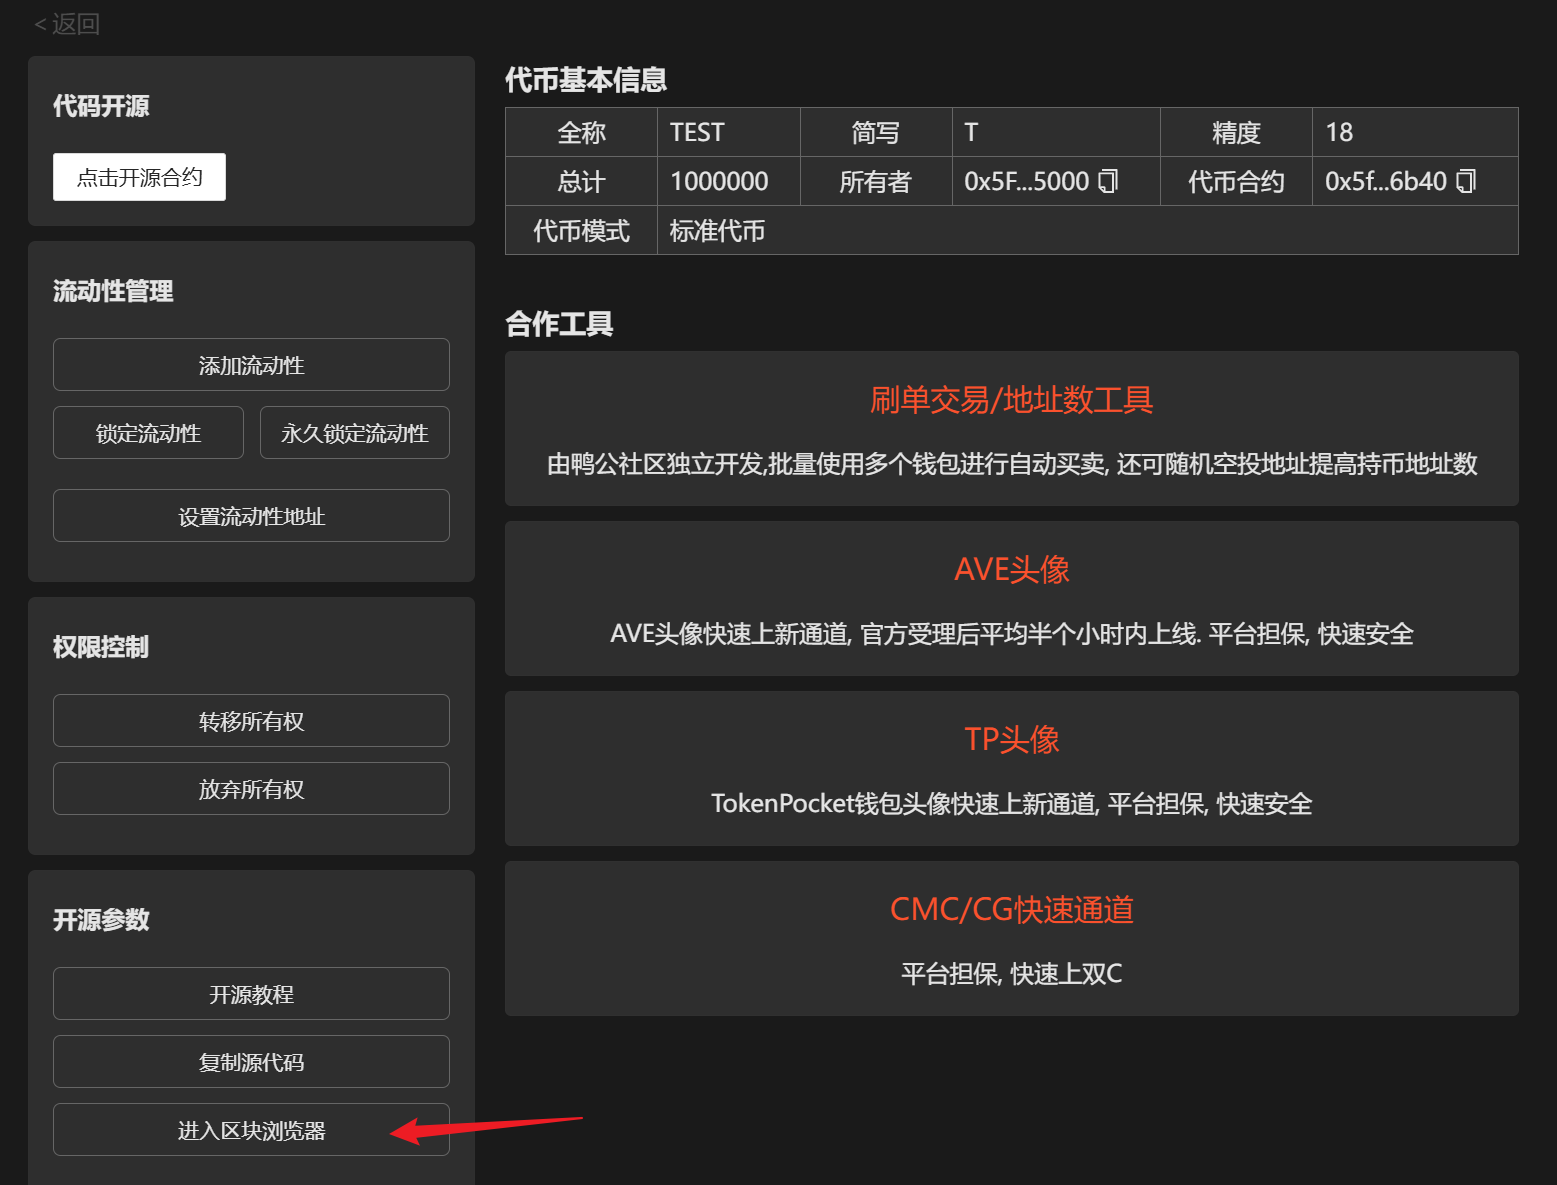 <返回
代码开源
点击开源合约
流动性管理
添加流动性
锁定流动性 永久锁定流动性
设置流动性地址
权限控制
转移所有权
放弃所有权
开源参数
开源教程
复制源代码
进入区块浏览器
代币基本信息
全称 TEST 简写 T 精度 18
总计 1000000 所有者 0x5F...5000 代币合约 0x5f...6b40
代币模式 标准代币
合作工具
刷单交易/地址数工具
由鸭公社区独立开发,批量使用多个钱包进行自动买卖, 还可随机空投地址提高持币地址数
AVE头像
AVE头像快速上新通道, 官方受理后平均半个小时内上线. 平台担保, 快速安全
TP头像
TokenPocket钱包头像快速上新通道, 平台担保, 快速安全
CMC/CG快速通道
平台担保, 快速上双C